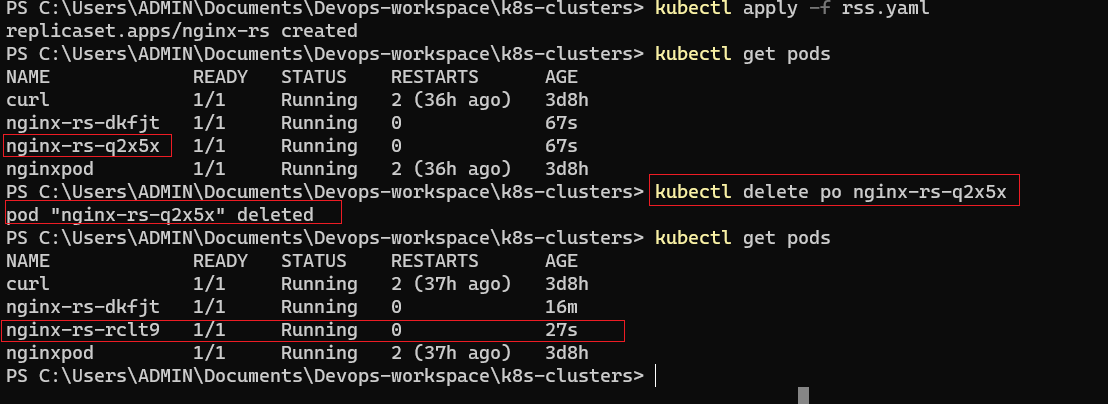 PS C:\Users\ADMIN\Documents\Devops-workspace\k8s-clusters> kubectl apply -f rss.yaml
replicaset.apps/nginx-rs created
PS C:\Users\ADMIN\Documents\Devops-workspace\k8s-clusters> kubectl get pods
NAME             READY   STATUS    RESTARTS      AGE
curl             1/1     Running   2 (36h ago)   3d8h
nginx-rs-dkfjt   1/1     Running   0             67s
nginx-rs-q2x5x   1/1     Running   0             67s
nginxpod         1/1     Running   2 (36h ago)   3d8h
PS C:\Users\ADMIN\Documents\Devops-workspace\k8s-clusters> kubectl delete po nginx-rs-q2x5x
pod "nginx-rs-q2x5x" deleted
PS C:\Users\ADMIN\Documents\Devops-workspace\k8s-clusters> kubectl get pods
NAME             READY   STATUS    RESTARTS      AGE
curl             1/1     Running   2 (37h ago)   3d8h
nginx-rs-dkfjt   1/1     Running   0             16m
nginx-rs-rclt9   1/1     Running   0             27s
nginxpod         1/1     Running   2 (37h ago)   3d8h
PS C:\Users\ADMIN\Documents\Devops-workspace\k8s-clusters>